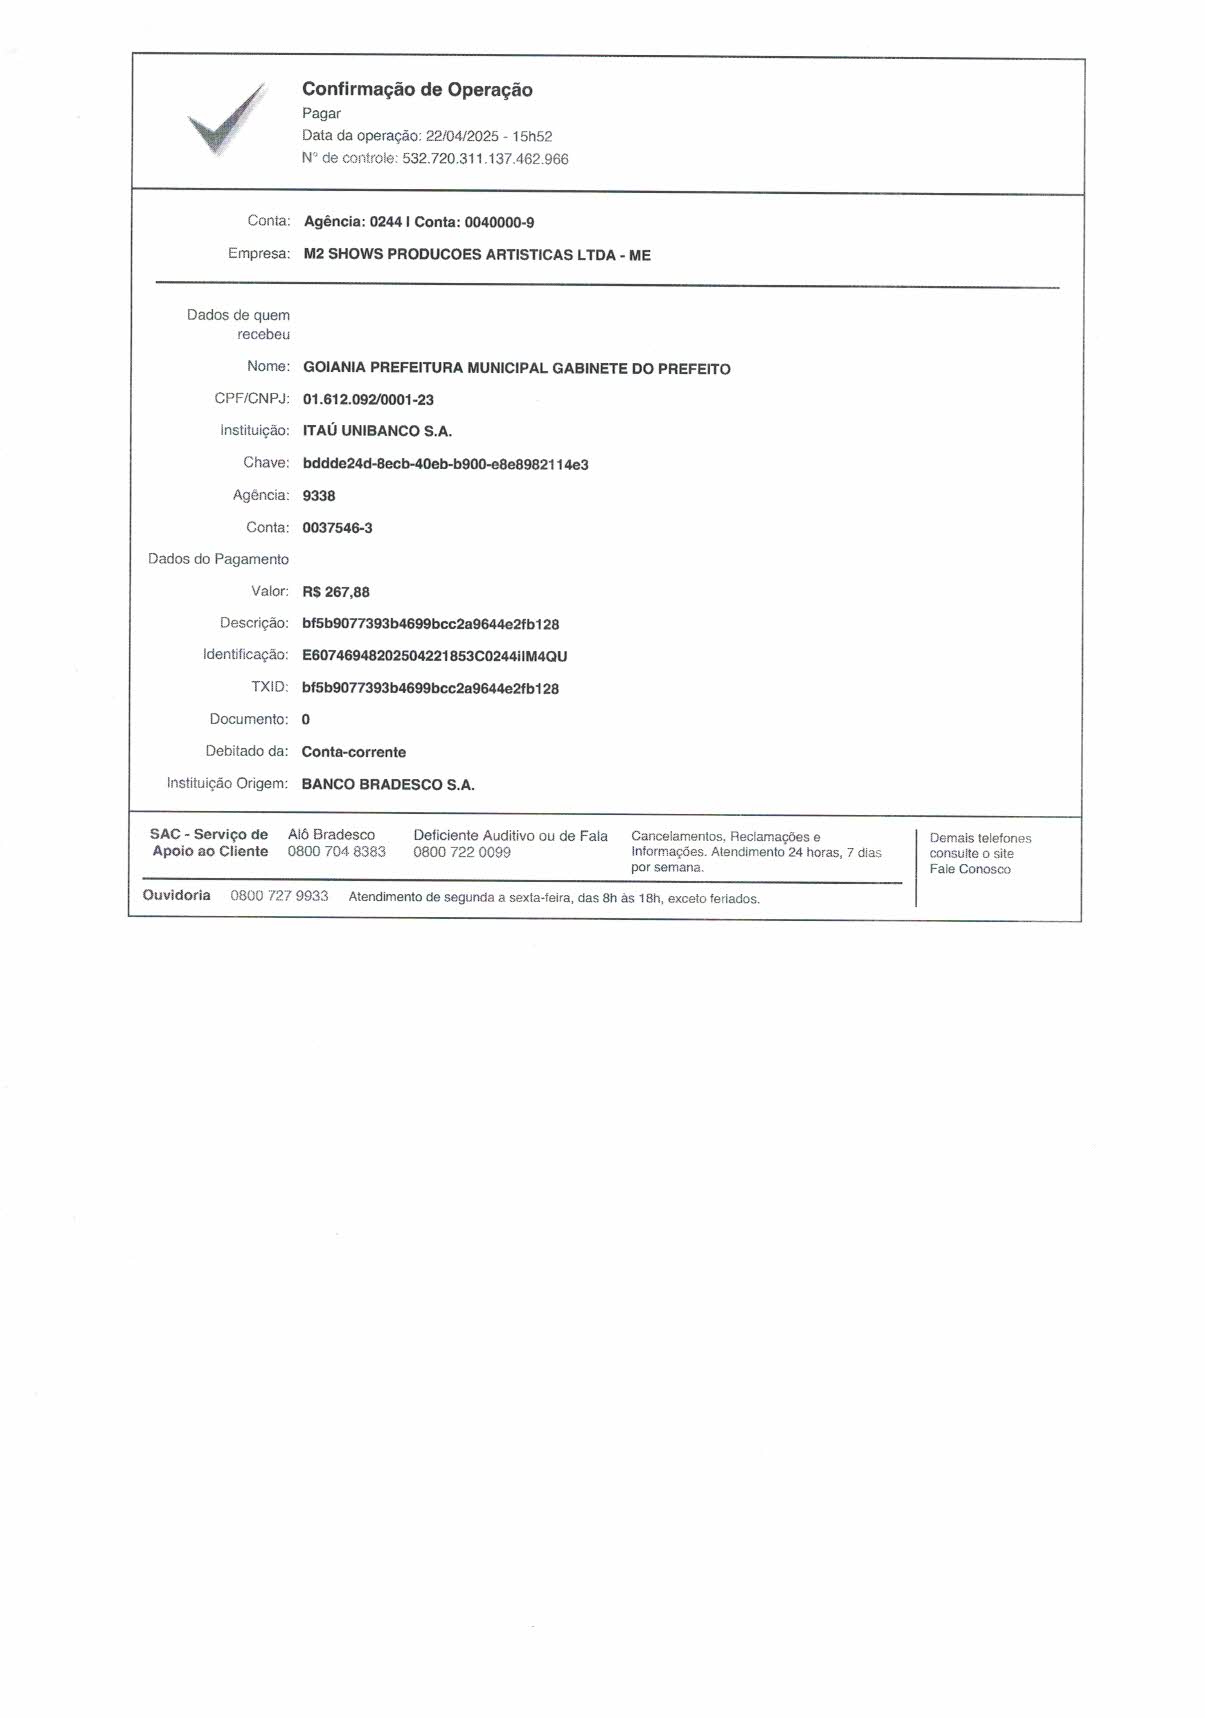 Confirmação de Operação
Pagar
Data da operação: 22/04/2025 - 15h52
N° de controle: 532.720.311.137.462.966
Conta: Agência: 0244 I Conta: 0040000-9
Empresa: M2 SHOWS PRODUCOES ARTISTICAS LTDA - ME
Dados de quem
recebeu
Nome: GOIANIA PREFEITURA MUNICIPAL GABINETE DO PREFEITO
CPF/CNPJ: 01.612.092/0001-23
Instituição: ITAÚ UNIBANCO S.A.
Chave: bddde24d-8ecb-40eb-b900-e8e8982114e3
Agência: 9338
Conta: 0037546-3
Dados do Pagamento
Valor: R$ 267,88
Descrição: bf5b9077393b4699bcc2a9644e2fb128
Identificação: E60746948202504221853C0244iIM4QU
TXID: bf5b9077393b4699bcc2a9644e2fb128
Documento: 0
Debitado da: Conta-corrente
Instituição Origem: BANCO BRADESCO S.A.
SAC - Serviço de Alô Bradesco Deficiente Auditivo ou de Fala Cancelamentos, Reclamações e Demais telefones
Apoio ao Cliente 0800 704 8383 0800 722 0099 Informações. Atendimento 24 horas, 7 dias consulte o site
por semana. Fale Conosco
Ouvidoria 0800 727 9933 Atendimento de segunda a sexta-feira, das 8h às 18h, exceto feriados.